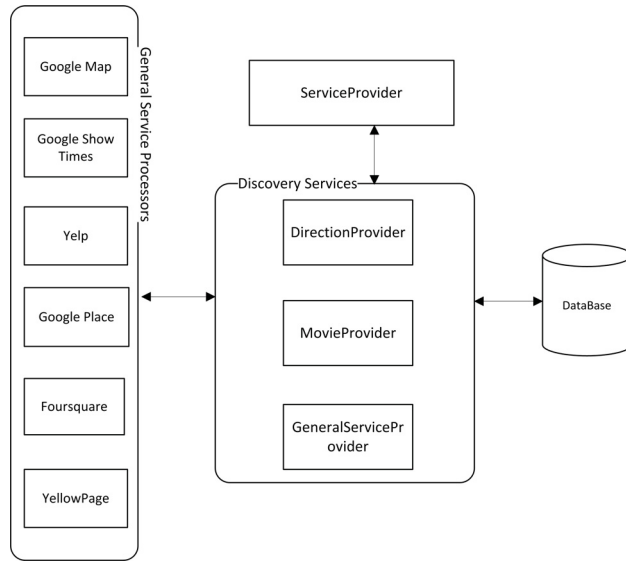 General Service Processors
Google Map
Google Show
Times
Yelp
Google Place
Foursquare
YellowPage
ServiceProvider
Discovery Services
DirectionProvider
MovieProvider
GeneralServicePr
ovider
DataBase